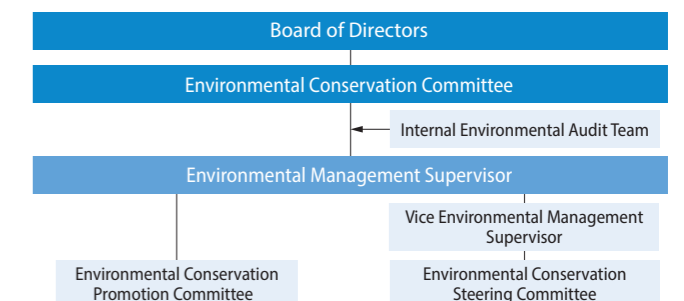 Board of Directors
Environmental Conservation Committee
Internal Environmental Audit Team
Environmental Management Supervisor
Vice Environmental Management
Supervisor
Environmental Conservation
Promotion Committee
Environmental Conservation
Steering Committee